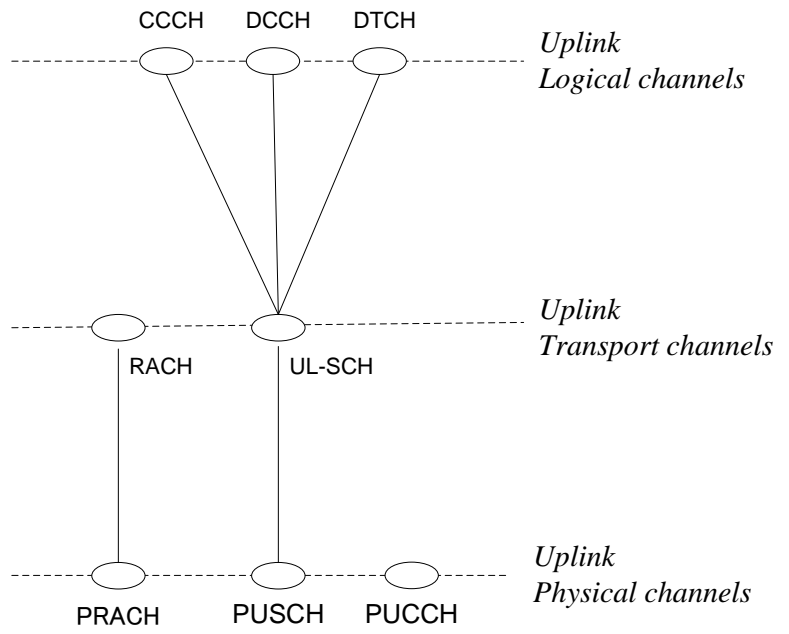 CCCH DCCH DTCH
Uplink
Logical channels
Uplink
Transport channels
RACH UL-SCH
Uplink
Physical channels
PRACH PUSCH PUCCH